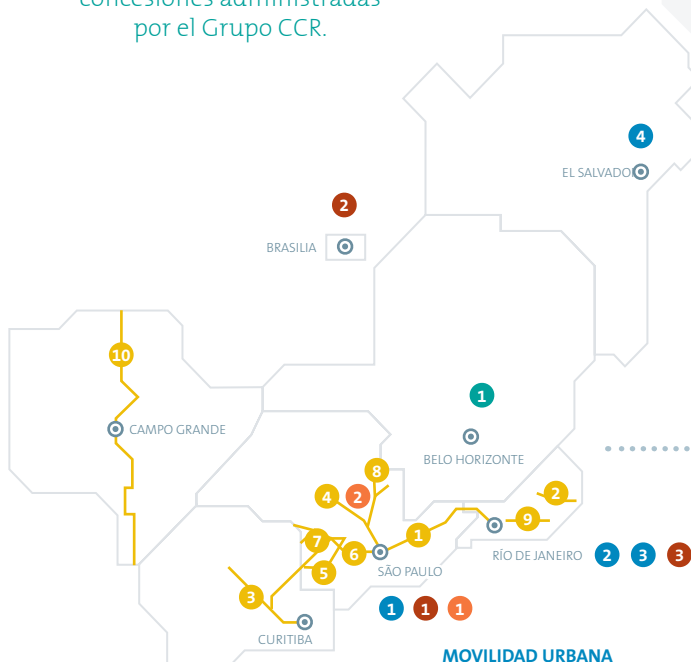 concesiones administradas
por el Grupo CCR.
4
EL SALVADO
2
BRASILIA
10
1
CAMPO GRANDE
BELO HORIZONTE
8
4 2
2
1
9
7
6
RÍO DE JANEIRO 2 3 3
5
SÃO PAULO
3
1 1 1
CURITIBA
MOVILIDAD URBANA